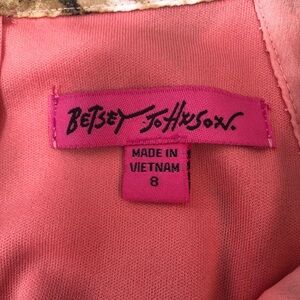 BETSEY JOHNSON.
MADE IN
VIETNAM
8